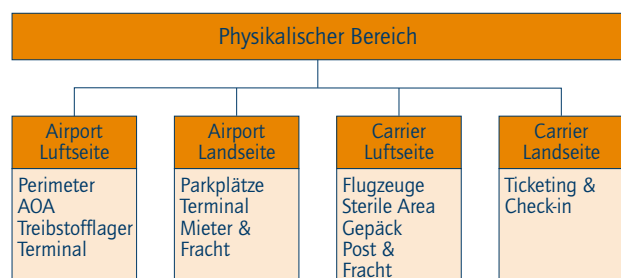 Physikalischer Bereich
Airport
Luftseite
Perimeter
AOA
Treibstofflager
Terminal
Airport
Landseite
Parkplätze
Terminal
Mieter &
Fracht
Carrier
Luftseite
Flugzeuge
Sterile Area
Gepäck
Post &
Fracht
Carrier
Landseite
Ticketing &
Check-in